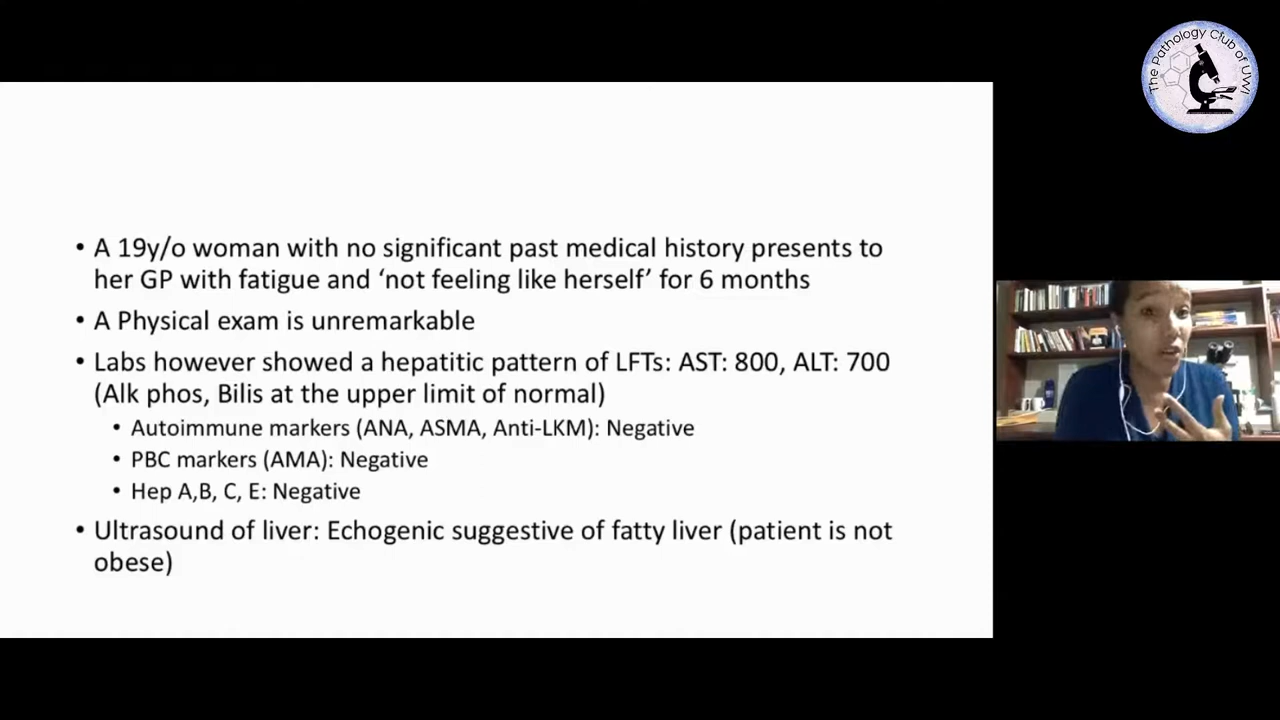 The Pathology Club of UWI
• A 19y/o woman with no significant past medical history presents to
her GP with fatigue and ‘not feeling like herself’ for 6 months
• A Physical exam is unremarkable
• Labs however showed a hepatitic pattern of LFTs: AST: 800, ALT: 700
(Alk phos, Bilis at the upper limit of normal)
• Autoimmune markers (ANA, ASMA, Anti-LKM): Negative
• PBC markers (AMA): Negative
• Hep A,B, C, E: Negative
• Ultrasound of liver: Echogenic suggestive of fatty liver (patient is not
obese)